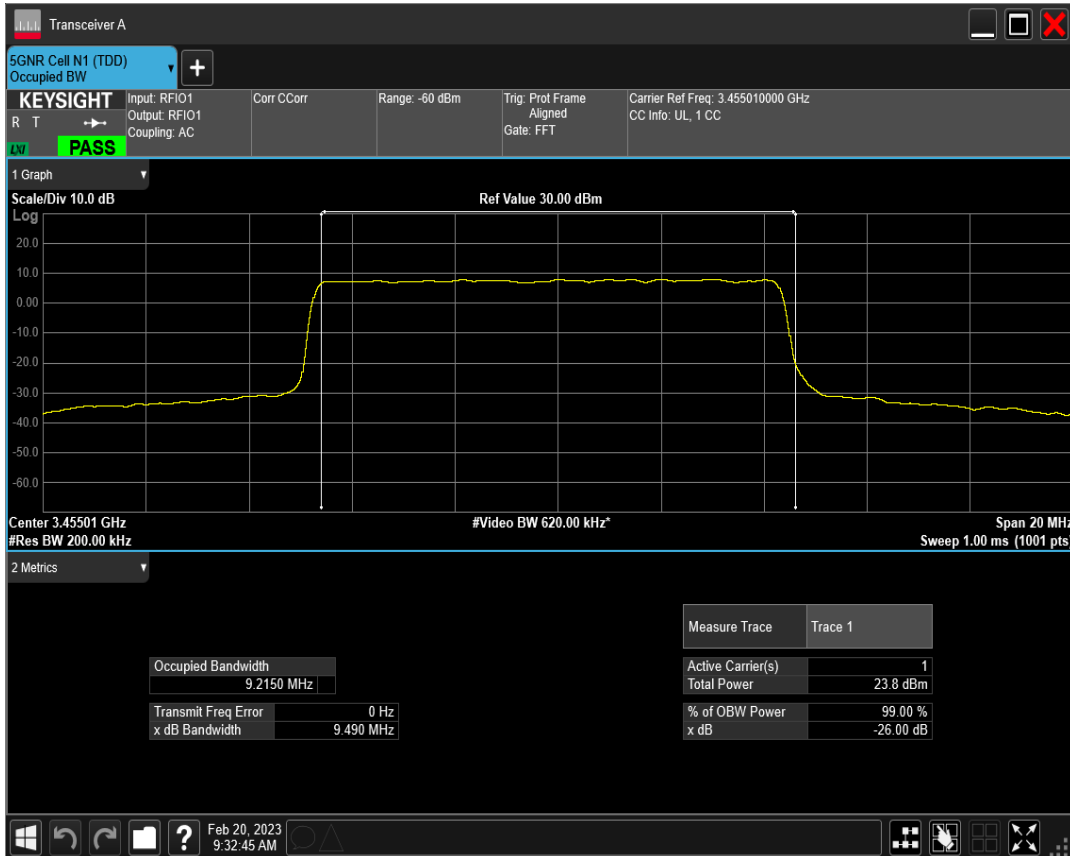 Transceiver A
5GNR Cell N1 (TDD)
Occupied BW
+
KEYSIGHT
R T
LXI
PASS
Input: RFIO1
Output: RFIO1
Coupling: AC
Corr CCorr
Range: -60 dBm
Trig: Prot Frame
Aligned
Gate: FFT
Carrier Ref Freq: 3.455010000 GHz
CC Info: UL, 1 CC
1 Graph
Scale/Div 10.0 dB
Ref Value 30.00 dBm
Log
20.0
10.0
0.00
-10.0
-20.0
-30.0
-40.0
-50.0
-60.0
Center 3.45501 GHz
#Video BW 620.00 kHz*
Span 20 MHz
#Res BW 200.00 kHz
Sweep 1.00 ms (1001 pts)
2 Metrics
Measure Trace Trace 1
Occupied Bandwidth
9.2150 MHz
Transmit Freq Error 0 Hz
x dB Bandwidth 9.490 MHz
Active Carrier(s) 1
Total Power 23.8 dBm
% of OBW Power 99.00 %
x dB -26.00 dB
?
Feb 20, 2023
9:32:45 AM